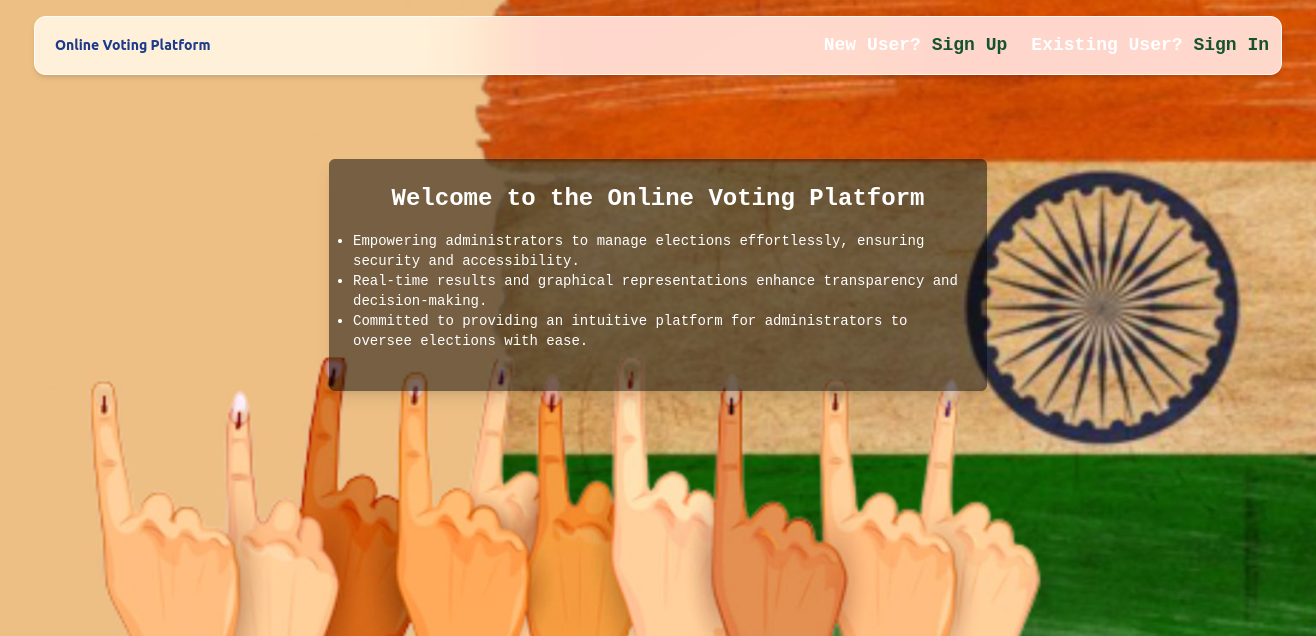 Online Voting Platform
New User? Sign Up Existing User? Sign In
Welcome to the Online Voting Platform
• Empowering administrators to manage elections effortlessly, ensuring
security and accessibility.
• Real-time results and graphical representations enhance transparency and
decision-making.
• Committed to providing an intuitive platform for administrators to
oversee elections with ease.